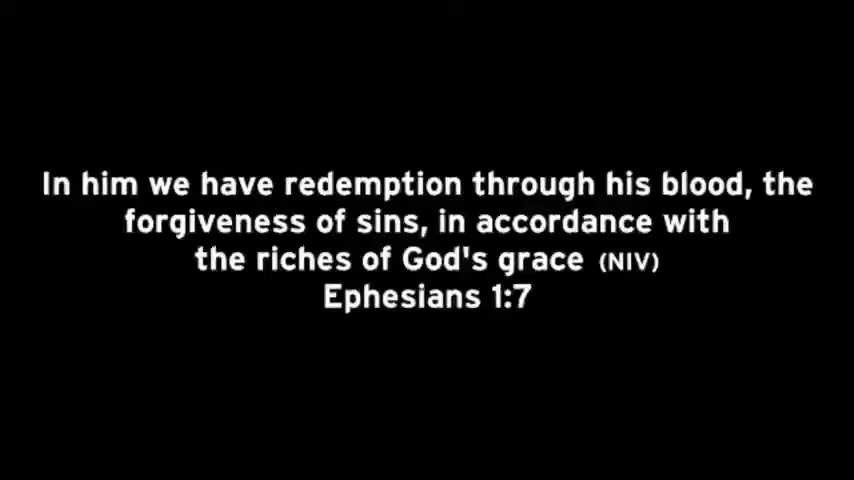 In him we have redemption through his blood, the
forgiveness of sins, in accordance with
the riches of God's grace (NIV)
Ephesians 1:7